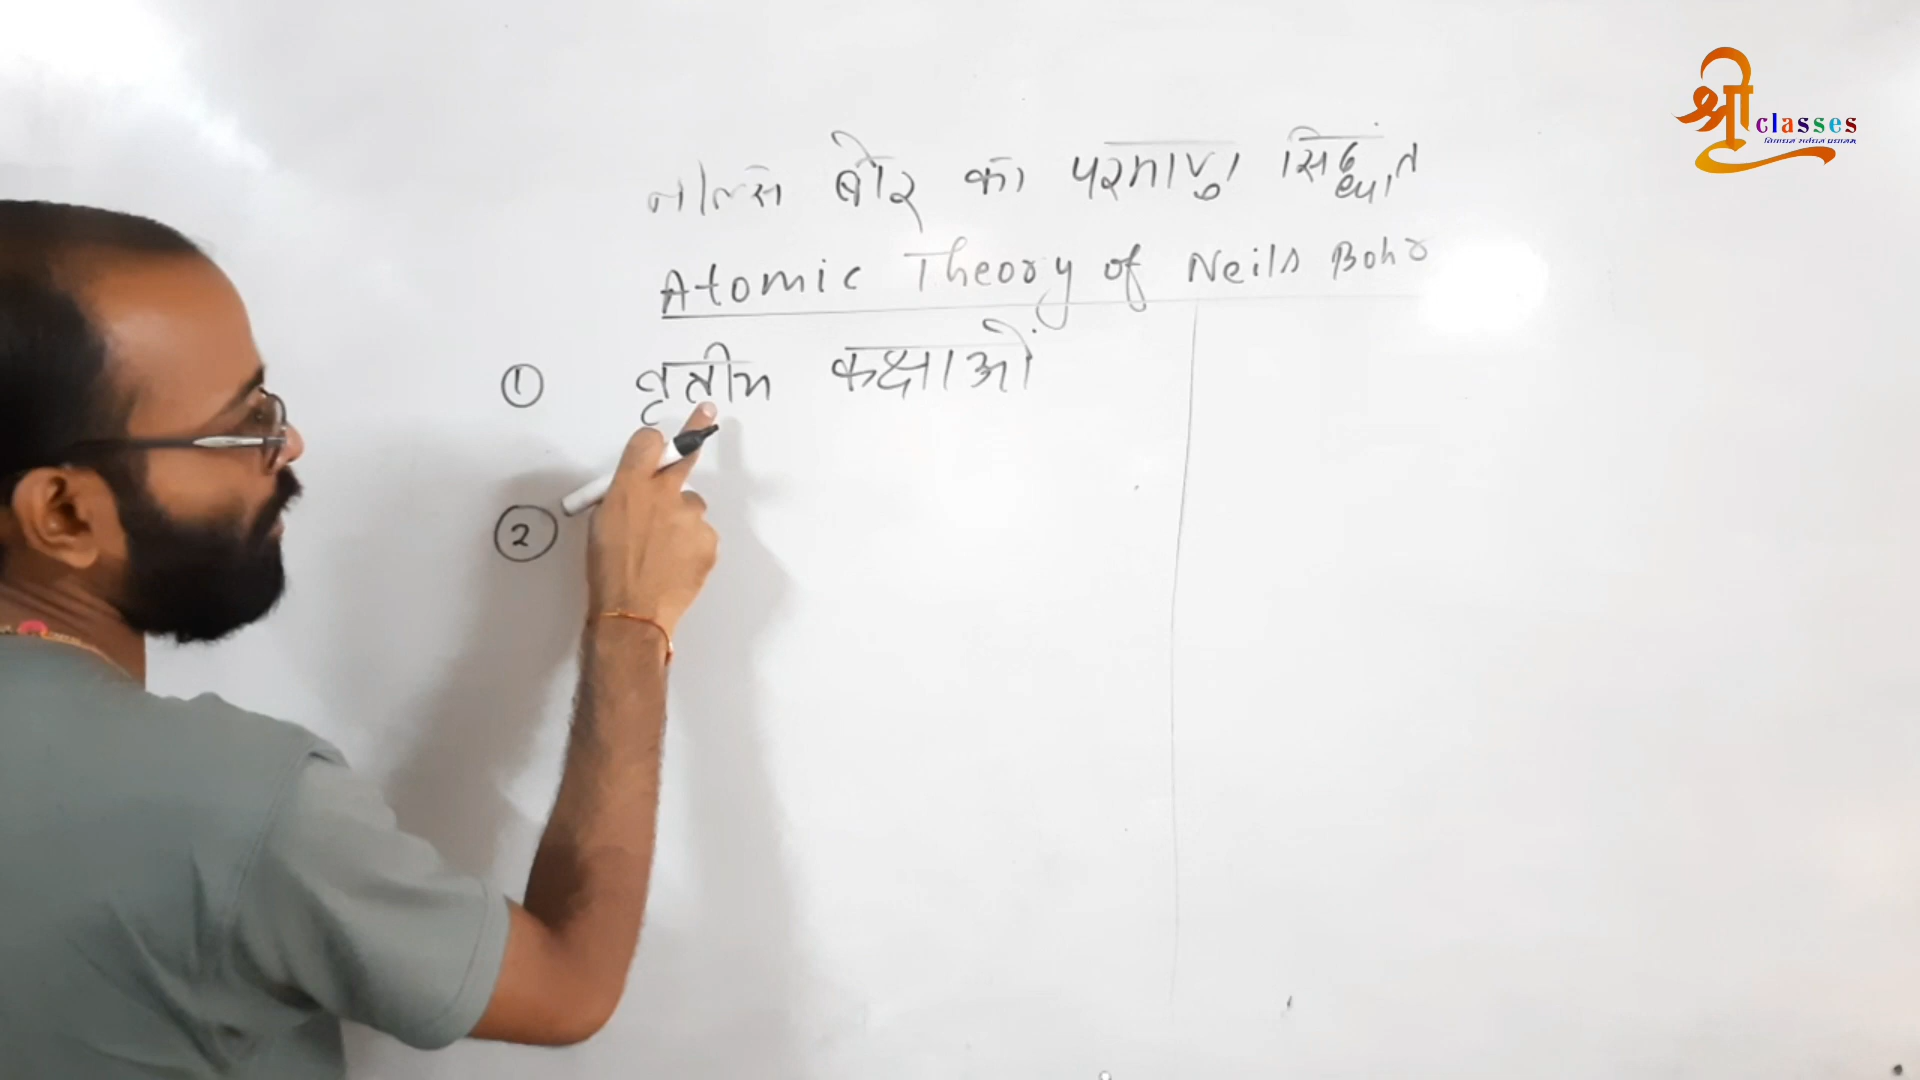 नील्स बोर का परमाणु सिद्धांत
Atomic Theory of Neils Bohr
① वृतीय कक्षाओं
②
श्री classes